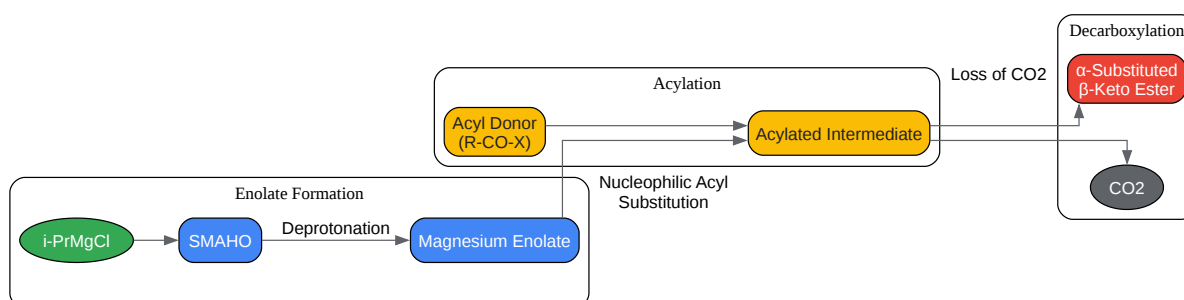 Decarboxylation
α-Substituted
β-Keto Ester
Loss of CO2
Acylation
Acyl Donor
(R-CO-X)
Acylated Intermediate
CO2
Enolate Formation
Nucleophilic Acyl
Substitution
i-PrMgCl
SMAHO
Deprotonation
Magnesium Enolate